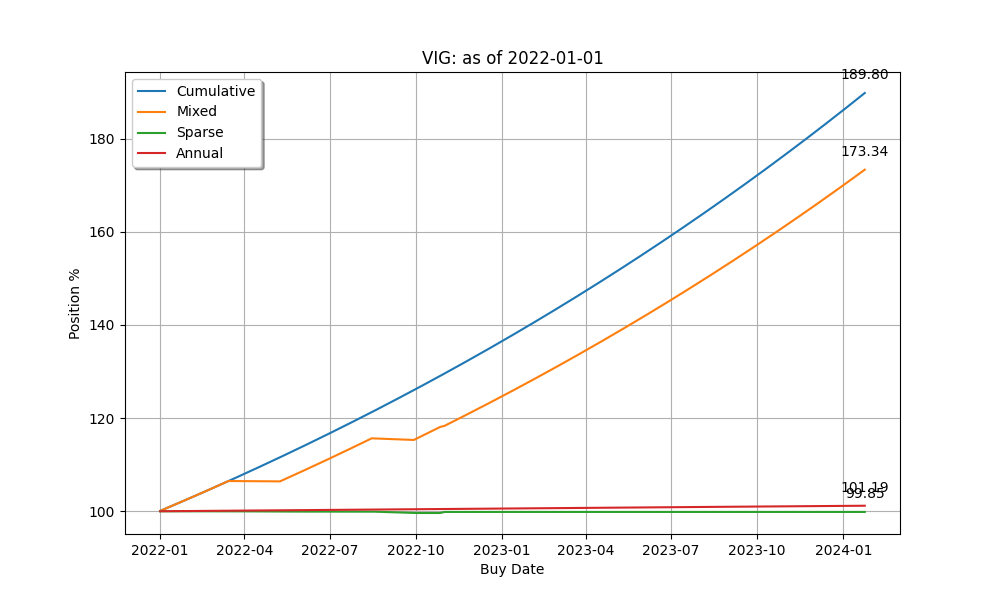 VIG: as of 2022-01-01
189.80
Cumulative
Mixed
Sparse
Annual
173.34
180
160
140
120
100
Position %
101.19
99.85
2022-01 2022-04 2022-07 2022-10 2023-01 2023-04 2023-07 2023-10 2024-01
Buy Date